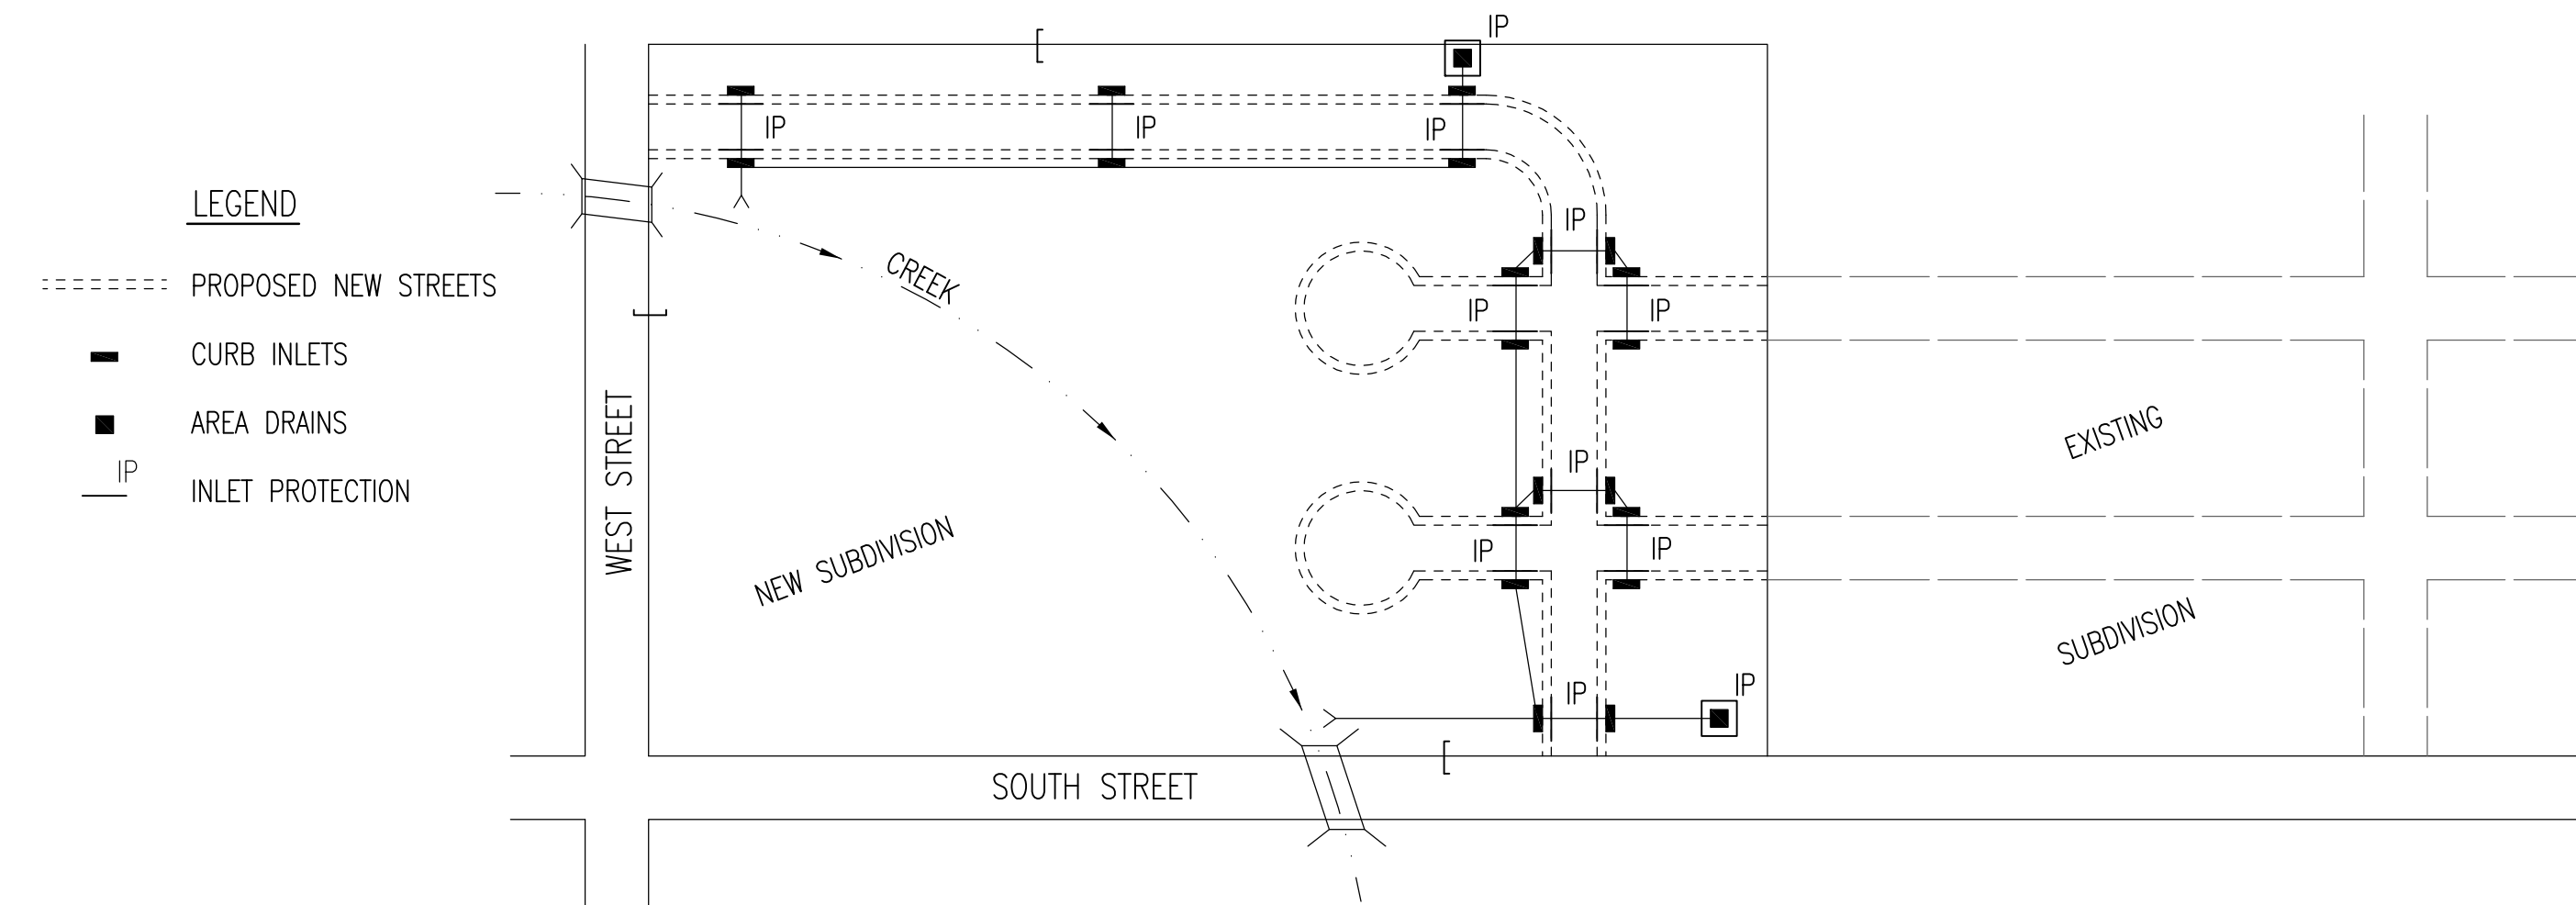 IP
IP
IP
IP
LEGEND
IP
CREEK
PROPOSED NEW STREETS
IP
IP
CURB INLETS
AREA DRAINS
EXISTING
IP
IP
INLET PROTECTION
WEST STREET
NEW SUBDIVISION
IP
IP
SUBDIVISION
IP
IP
SOUTH STREET